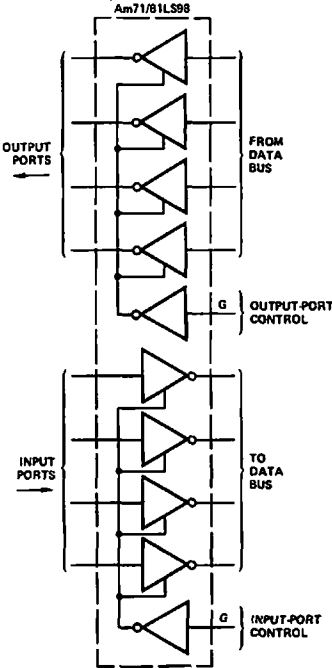 Am71/81LS98
OUTPUT
PORTS
FROM
DATA
BUS
G
OUTPUT-PORT
CONTROL
INPUT
PORTS
TO
DATA
BUS
G
INPUT-PORT
CONTROL